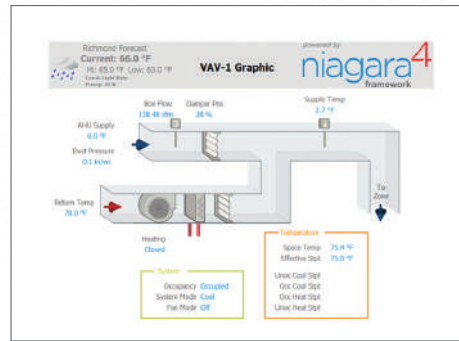 Richmond Forecast
Current: 66.0 °F
Hi: 65.0 °F Low: 63.0 °F
VAV-1 Graphic
powered by
niagara4
framework
Box Flow
138.48 cfm
Damper Pos
28 %
Supply Temp
2.7 °F
AHU Supply
0.0 °F
Duct Pressure
0.1 in/wc
Return Temp
78.0 °F
To
Zone
Heating
Closed
System
Occupancy Occupied
System Mode Cool
Fan Mode Off
Temperature
Space Temp 75.4 °F
Effective Stpt 75.0 °F
Unoc Cool Stpt
Occ Cool Stpt
Occ Heat Stpt
Unoc Heat Stpt